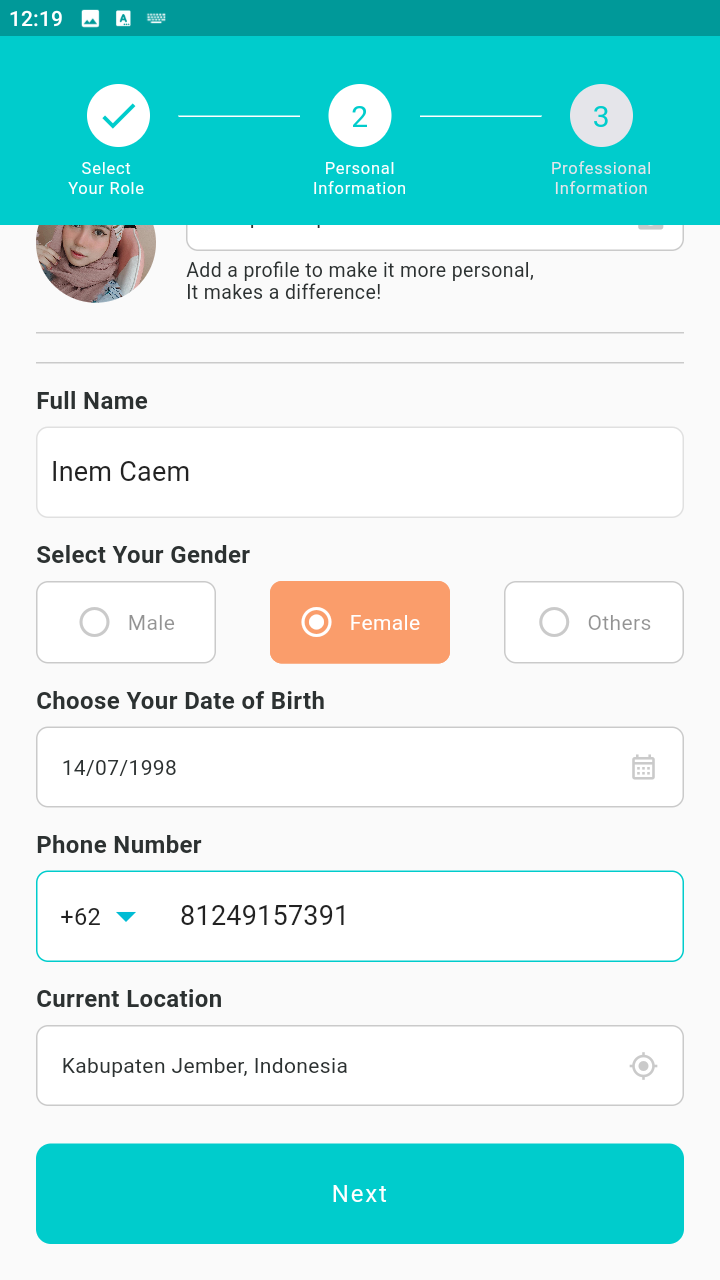 12:19
2
3
Select
Your Role
Personal
Information
Professional
Information
Add a profile to make it more personal,
It makes a difference!
Full Name
Inem Caem
Select Your Gender
Male
Female
Others
Choose Your Date of Birth
14/07/1998
Phone Number
+62 81249157391
Current Location
Kabupaten Jember, Indonesia
Next